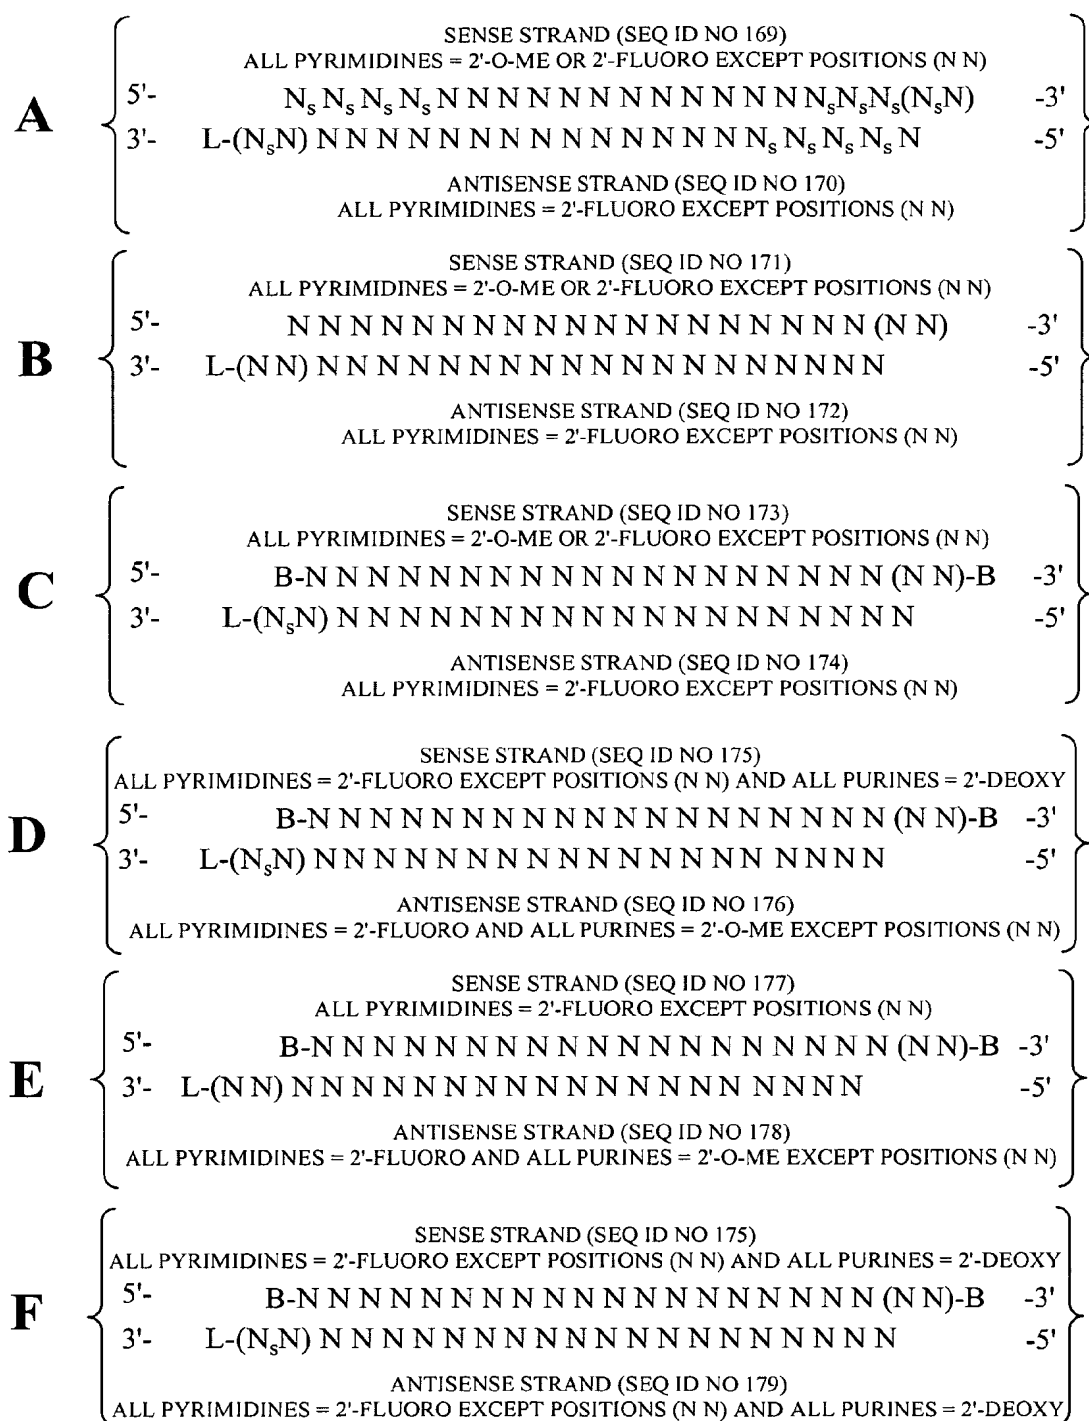 A
SENSE STRAND (SEQ ID NO 169)
ALL PYRIMIDINES = 2'-O-ME OR 2'-FLUORO EXCEPT POSITIONS (N N)
5'- NsNsNsNs N N N N N N N N N N N N NsNsNs(NsN) -3'
3'- L-(NsN) N N N N N N N N N N N N N N Ns Ns Ns Ns N -5'
ANTISENSE STRAND (SEQ ID NO 170)
ALL PYRIMIDINES = 2'-FLUORO EXCEPT POSITIONS (N N)
B
SENSE STRAND (SEQ ID NO 171)
ALL PYRIMIDINES = 2'-O-ME OR 2'-FLUORO EXCEPT POSITIONS (N N)
5'- N N N N N N N N N N N N N N N N N N N (N N) -3'
3'- L-(N N) N N N N N N N N N N N N N N N N N N N -5'
ANTISENSE STRAND (SEQ ID NO 172)
ALL PYRIMIDINES = 2'-FLUORO EXCEPT POSITIONS (N N)
C
SENSE STRAND (SEQ ID NO 173)
ALL PYRIMIDINES = 2'-O-ME OR 2'-FLUORO EXCEPT POSITIONS (N N)
5'- B-N N N N N N N N N N N N N N N N N N N (N N)-B -3'
3'- L-(NsN) N N N N N N N N N N N N N N N N N N N -5'
ANTISENSE STRAND (SEQ ID NO 174)
ALL PYRIMIDINES = 2'-FLUORO EXCEPT POSITIONS (N N)
D
SENSE STRAND (SEQ ID NO 175)
ALL PYRIMIDINES = 2'-FLUORO EXCEPT POSITIONS (N N) AND ALL PURINES = 2'-DEOXY
5'- B-N N N N N N N N N N N N N N N N N N N (N N)-B -3'
3'- L-(NsN) N N N N N N N N N N N N N N N N N N N -5'
ANTISENSE STRAND (SEQ ID NO 176)
ALL PYRIMIDINES = 2'-FLUORO AND ALL PURINES = 2'-O-ME EXCEPT POSITIONS (N N)
E
SENSE STRAND (SEQ ID NO 177)
ALL PYRIMIDINES = 2'-FLUORO EXCEPT POSITIONS (N N)
5'- B-N N N N N N N N N N N N N N N N N N N (N N)-B -3'
3'- L-(N N) N N N N N N N N N N N N N N N N N N N -5'
ANTISENSE STRAND (SEQ ID NO 178)
ALL PYRIMIDINES = 2'-FLUORO AND ALL PURINES = 2'-O-ME EXCEPT POSITIONS (N N)
F
SENSE STRAND (SEQ ID NO 175)
ALL PYRIMIDINES = 2'-FLUORO EXCEPT POSITIONS (N N) AND ALL PURINES = 2'-DEOXY
5'- B-N N N N N N N N N N N N N N N N N N N (N N)-B -3'
3'- L-(NsN) N N N N N N N N N N N N N N N N N N N -5'
ANTISENSE STRAND (SEQ ID NO 179)
ALL PYRIMIDINES = 2'-FLUORO EXCEPT POSITIONS (N N) AND ALL PURINES = 2'-DEOXY